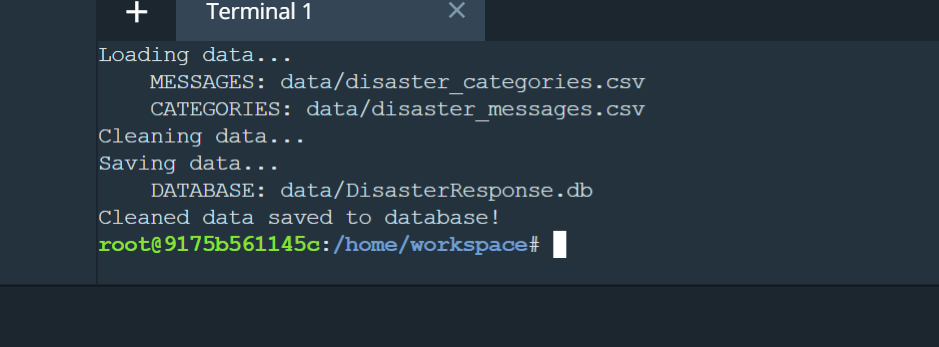 + Terminal 1 ×
Loading data...
    MESSAGES: data/disaster_categories.csv
    CATEGORIES: data/disaster_messages.csv
Cleaning data...
Saving data...
    DATABASE: data/DisasterResponse.db
Cleaned data saved to database!
root@9175b561145c:/home/workspace#